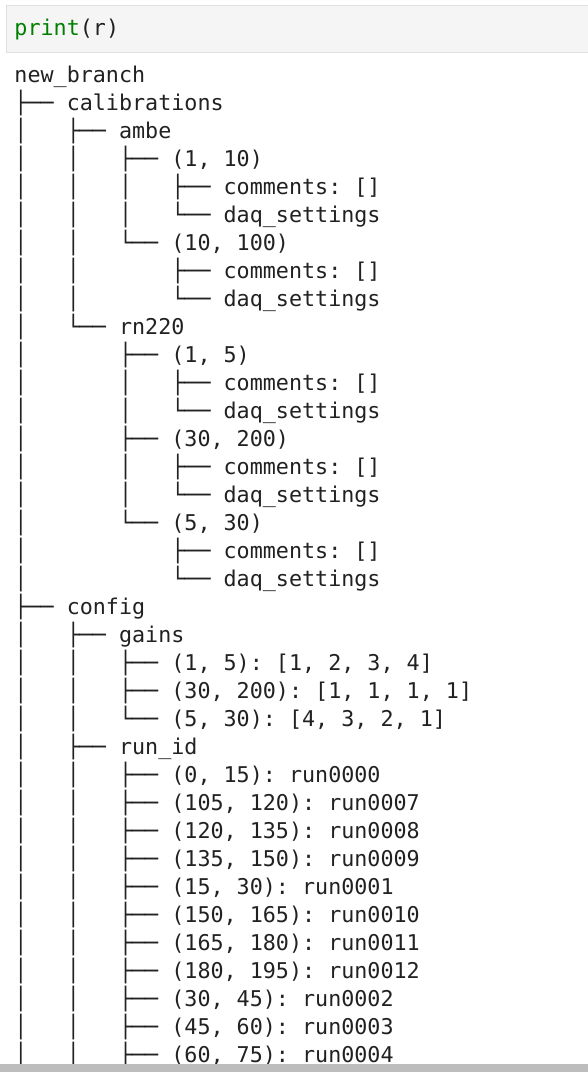 print(r)
new_branch
├── calibrations
│   ├── ambe
│   │   ├── (1, 10)
│   │   │   ├── comments: []
│   │   │   └── daq_settings
│   │   └── (10, 100)
│   │       ├── comments: []
│   │       └── daq_settings
│   └── rn220
│       ├── (1, 5)
│       │   ├── comments: []
│       │   └── daq_settings
│       ├── (30, 200)
│       │   ├── comments: []
│       │   └── daq_settings
│       └── (5, 30)
│           ├── comments: []
│           └── daq_settings
├── config
│   ├── gains
│   │   ├── (1, 5): [1, 2, 3, 4]
│   │   ├── (30, 200): [1, 1, 1, 1]
│   │   └── (5, 30): [4, 3, 2, 1]
│   ├── run_id
│   │   ├── (0, 15): run0000
│   │   ├── (105, 120): run0007
│   │   ├── (120, 135): run0008
│   │   ├── (135, 150): run0009
│   │   ├── (15, 30): run0001
│   │   ├── (150, 165): run0010
│   │   ├── (165, 180): run0011
│   │   ├── (180, 195): run0012
│   │   ├── (30, 45): run0002
│   │   ├── (45, 60): run0003
│   │   ├── (60, 75): run0004